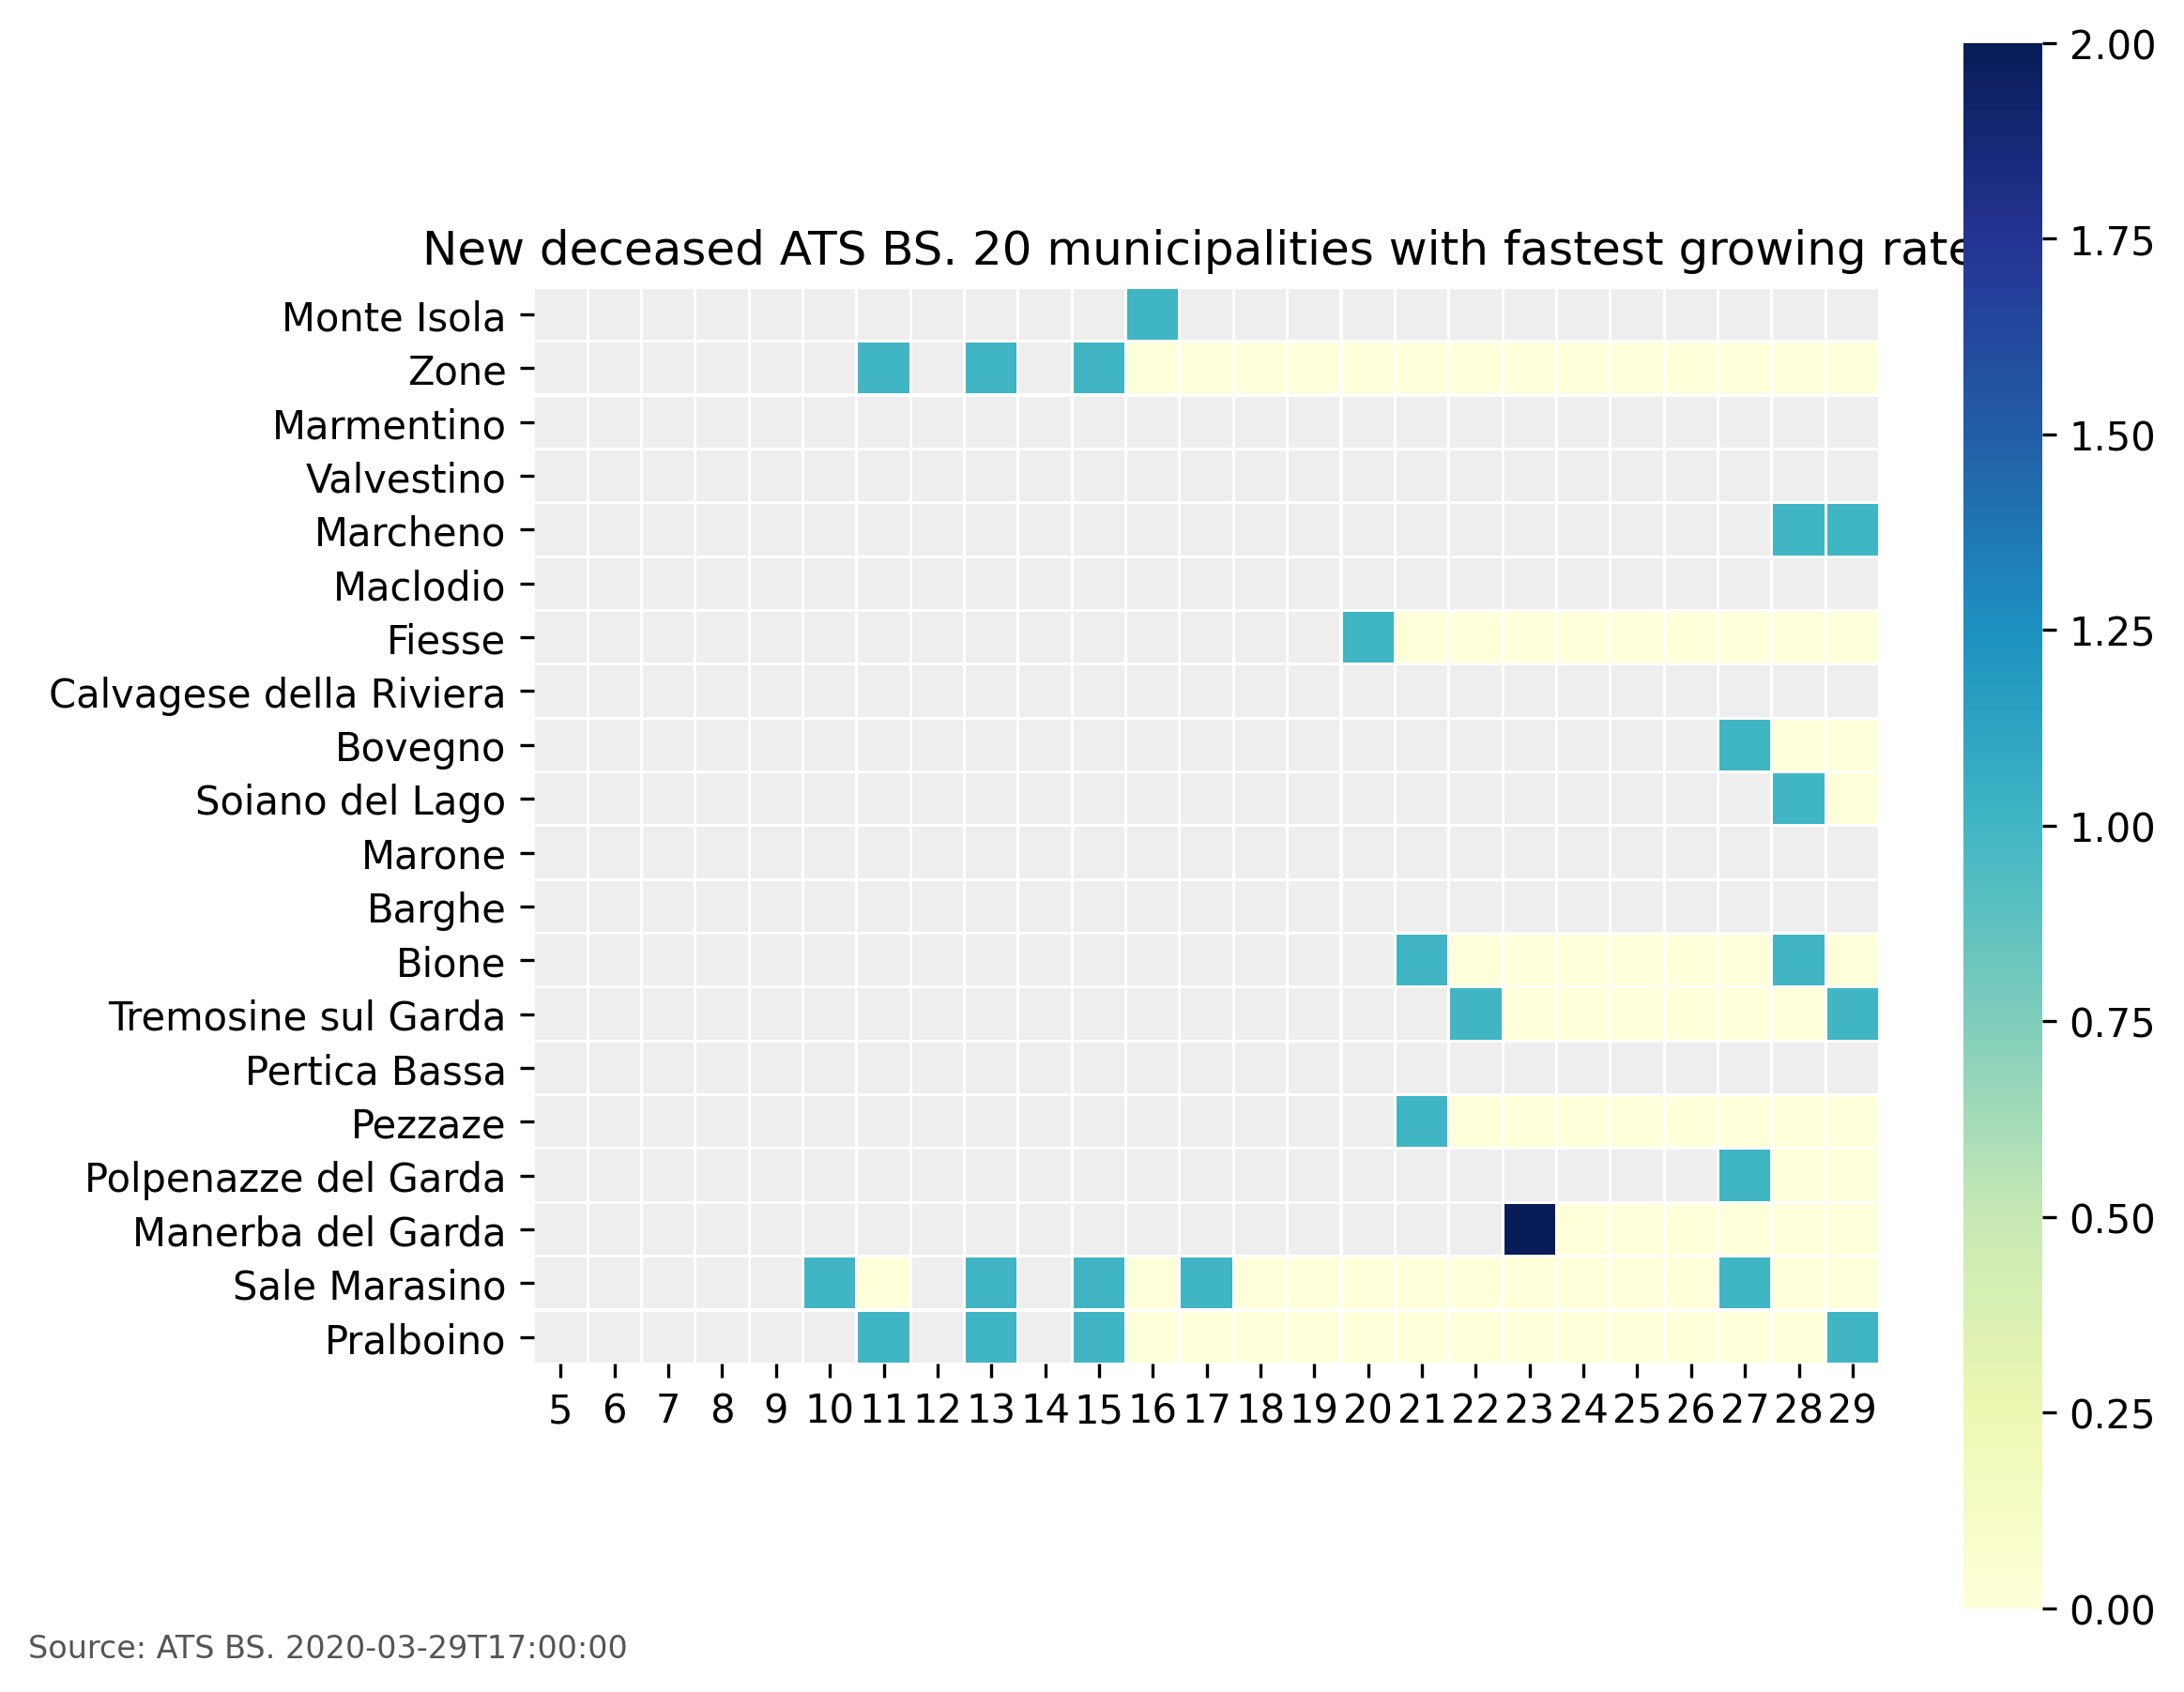 New deceased ATS BS. 20 municipalities with fastest growing rate
Monte Isola
Zone
Marmentino
Valvestino
Marcheno
Maclodio
Fiesse
Calvagese della Riviera
Bovegno
Soiano del Lago
Marone
Barghe
Bione
Tremosine sul Garda
Pertica Bassa
Pezzaze
Polpenazze del Garda
Manerba del Garda
Sale Marasino
Pralboino
5 6 7 8 9 10 11 12 13 14 15 16 17 18 19 20 21 22 23 24 25 26 27 28 29
2.00
1.75
1.50
1.25
1.00
0.75
0.50
0.25
0.00
Source: ATS BS. 2020-03-29T17:00:00